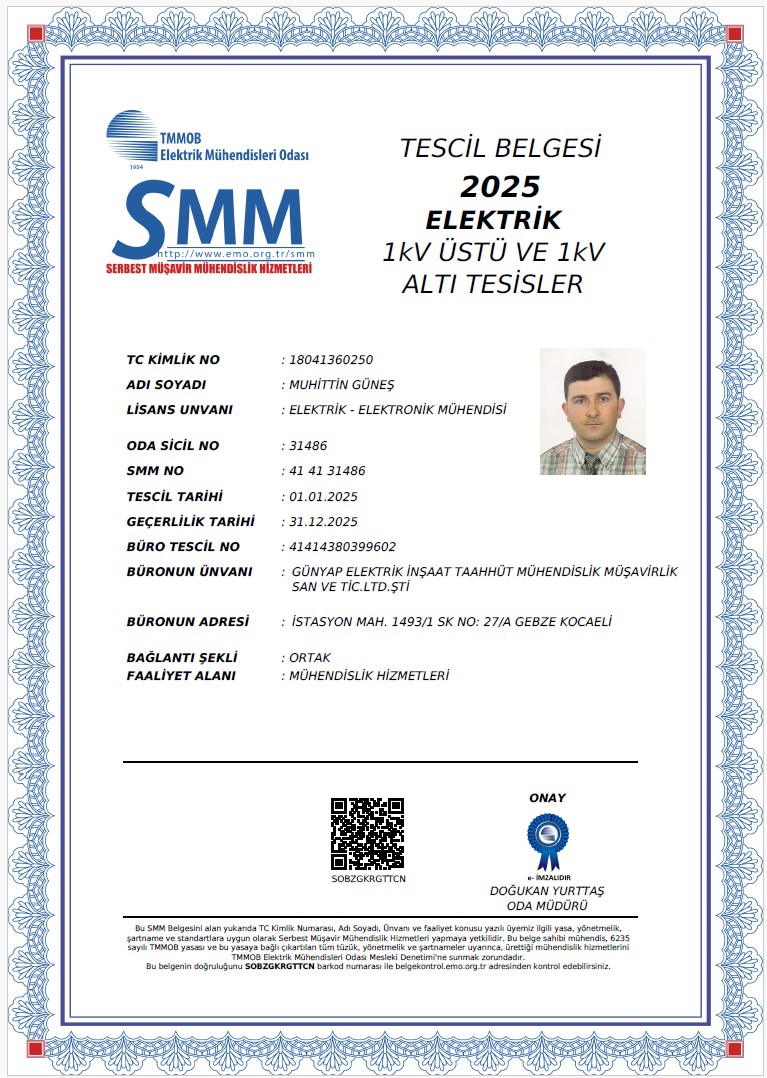 TMMOB
Elektrik Mühendisleri Odası
1954
SMM
http://www.emo.org.tr/smm
SERBEST MÜŞAVİR MÜHENDİSLİK HİZMETLERİ
TESCİL BELGESİ
2025
ELEKTRİK
1kV ÜSTÜ VE 1kV
ALTI TESİSLER
TC KİMLİK NO : 18041360250
ADI SOYADI : MUHİTTİN GÜNEŞ
LİSANS UNVANI : ELEKTRİK - ELEKTRONİK MÜHENDİSİ
ODA SİCİL NO : 31486
SMM NO : 41 41 31486
TESCİL TARİHİ : 01.01.2025
GEÇERLİLİK TARİHİ : 31.12.2025
BÜRO TESCIL NO : 41414380399602
BÜRONUN ÜNVANI : GÜNYAP ELEKTRİK İNŞAAT TAAHHÜT MÜHENDİSLİK MÜŞAVİRLİK
SAN VE TİC.LTD.ŞTİ
BÜRONUN ADRESİ : İSTASYON MAH. 1493/1 SK NO: 27/A GEBZE KOCAELİ
BAĞLANTI ŞEKLİ : ORTAK
FAALİYET ALANI : MÜHENDİSLİK HİZMETLERİ
ONAY
e- İMZALIDIR
SOBZGKRGTTCN
DOĞUKAN YURTTAŞ
ODA MÜDÜRÜ
Bu SMM Belgesini alan yukarıda TC Kimlik Numarası, Adı Soyadı, Ünvanı ve faaliyet konusu yazılı üyemiz ilgili yasa, yönetmelik,
şartname ve standartlara uygun olarak Serbest Müşavir Mühendislik Hizmetleri yapmaya yetkilidir. Bu belge sahibi mühendis, 6235
sayılı TMMOB yasası ve bu yasaya bağlı çıkartılan tüm tüzük, yönetmelik ve şartnameler uyarınca, ürettiği mühendislik hizmetlerini
TMMOB Elektrik Mühendisleri Odası Mesleki Denetimi'ne sunmak zorundadır.
Bu belgenin doğruluğunu SOBZGKRGTTCN barkod numarası ile belgekontrol.emo.org.tr adresinden kontrol edebilirsiniz.